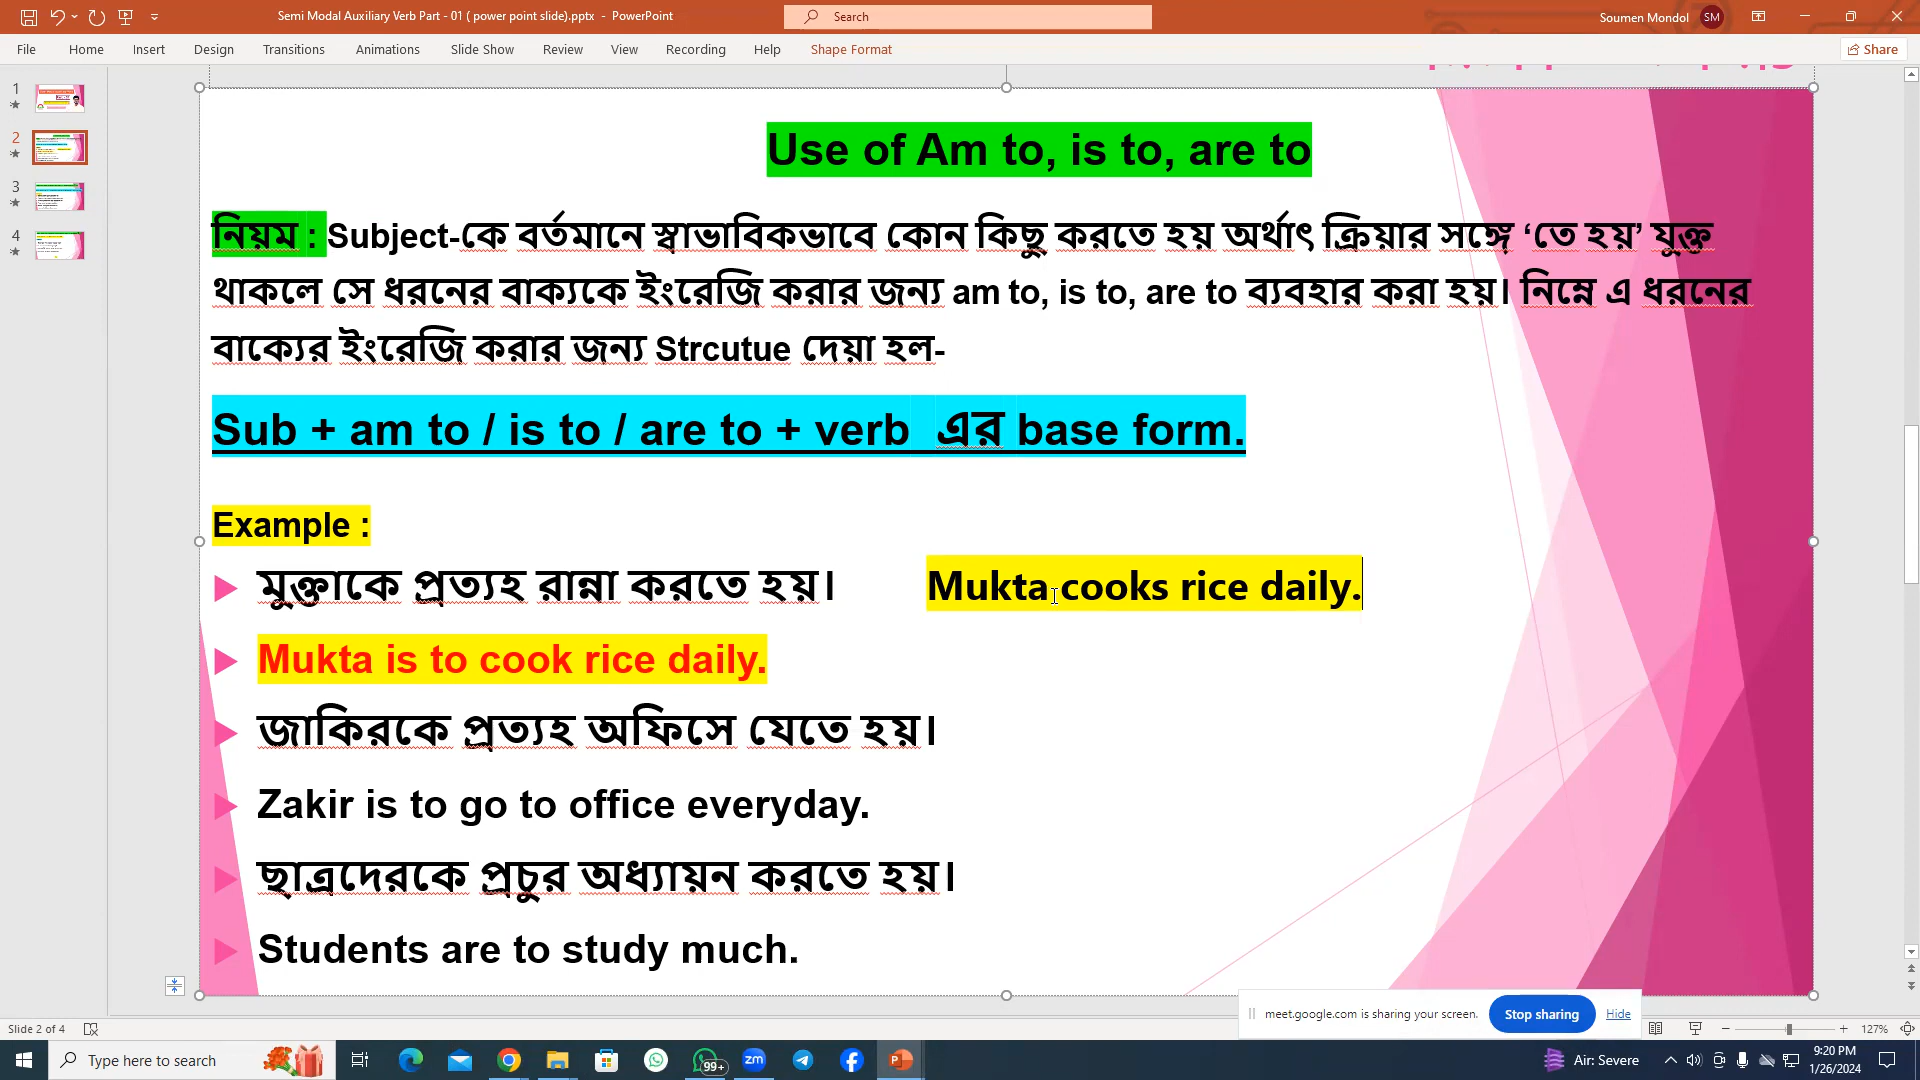 Semi Modal Auxiliary Verb Part - 01 ( power point slide).pptx - PowerPoint
Search
Soumen Mondol SM
File Home Insert Design Transitions Animations Slide Show Review View Recording Help Shape Format Share
1
2
3
4
Use of Am to, is to, are to
নিয়ম : Subject-কে বর্তমানে স্বাভাবিকভাবে কোন কিছু করতে হয় অর্থাৎ ক্রিয়ার সঙ্গে ‘তে হয়’ যুক্ত
থাকলে সে ধরনের বাক্যকে ইংরেজি করার জন্য am to, is to, are to ব্যবহার করা হয়। নিম্নে এ ধরনের
বাক্যের ইংরেজি করার জন্য Strcutue দেয়া হল-
Sub + am to / is to / are to + verb এর base form.
Example :
মুক্তাকে প্রত্যহ রান্না করতে হয়। Mukta cooks rice daily.
Mukta is to cook rice daily.
জাকিরকে প্রত্যহ অফিসে যেতে হয়।
Zakir is to go to office everyday.
ছাত্রদেরকে প্রচুর অধ্যায়ন করতে হয়।
Students are to study much.
meet.google.com is sharing your screen. Stop sharing Hide
Slide 2 of 4 127%
Type here to search 99+ zm Air: Severe 9:20 PM
1/26/2024